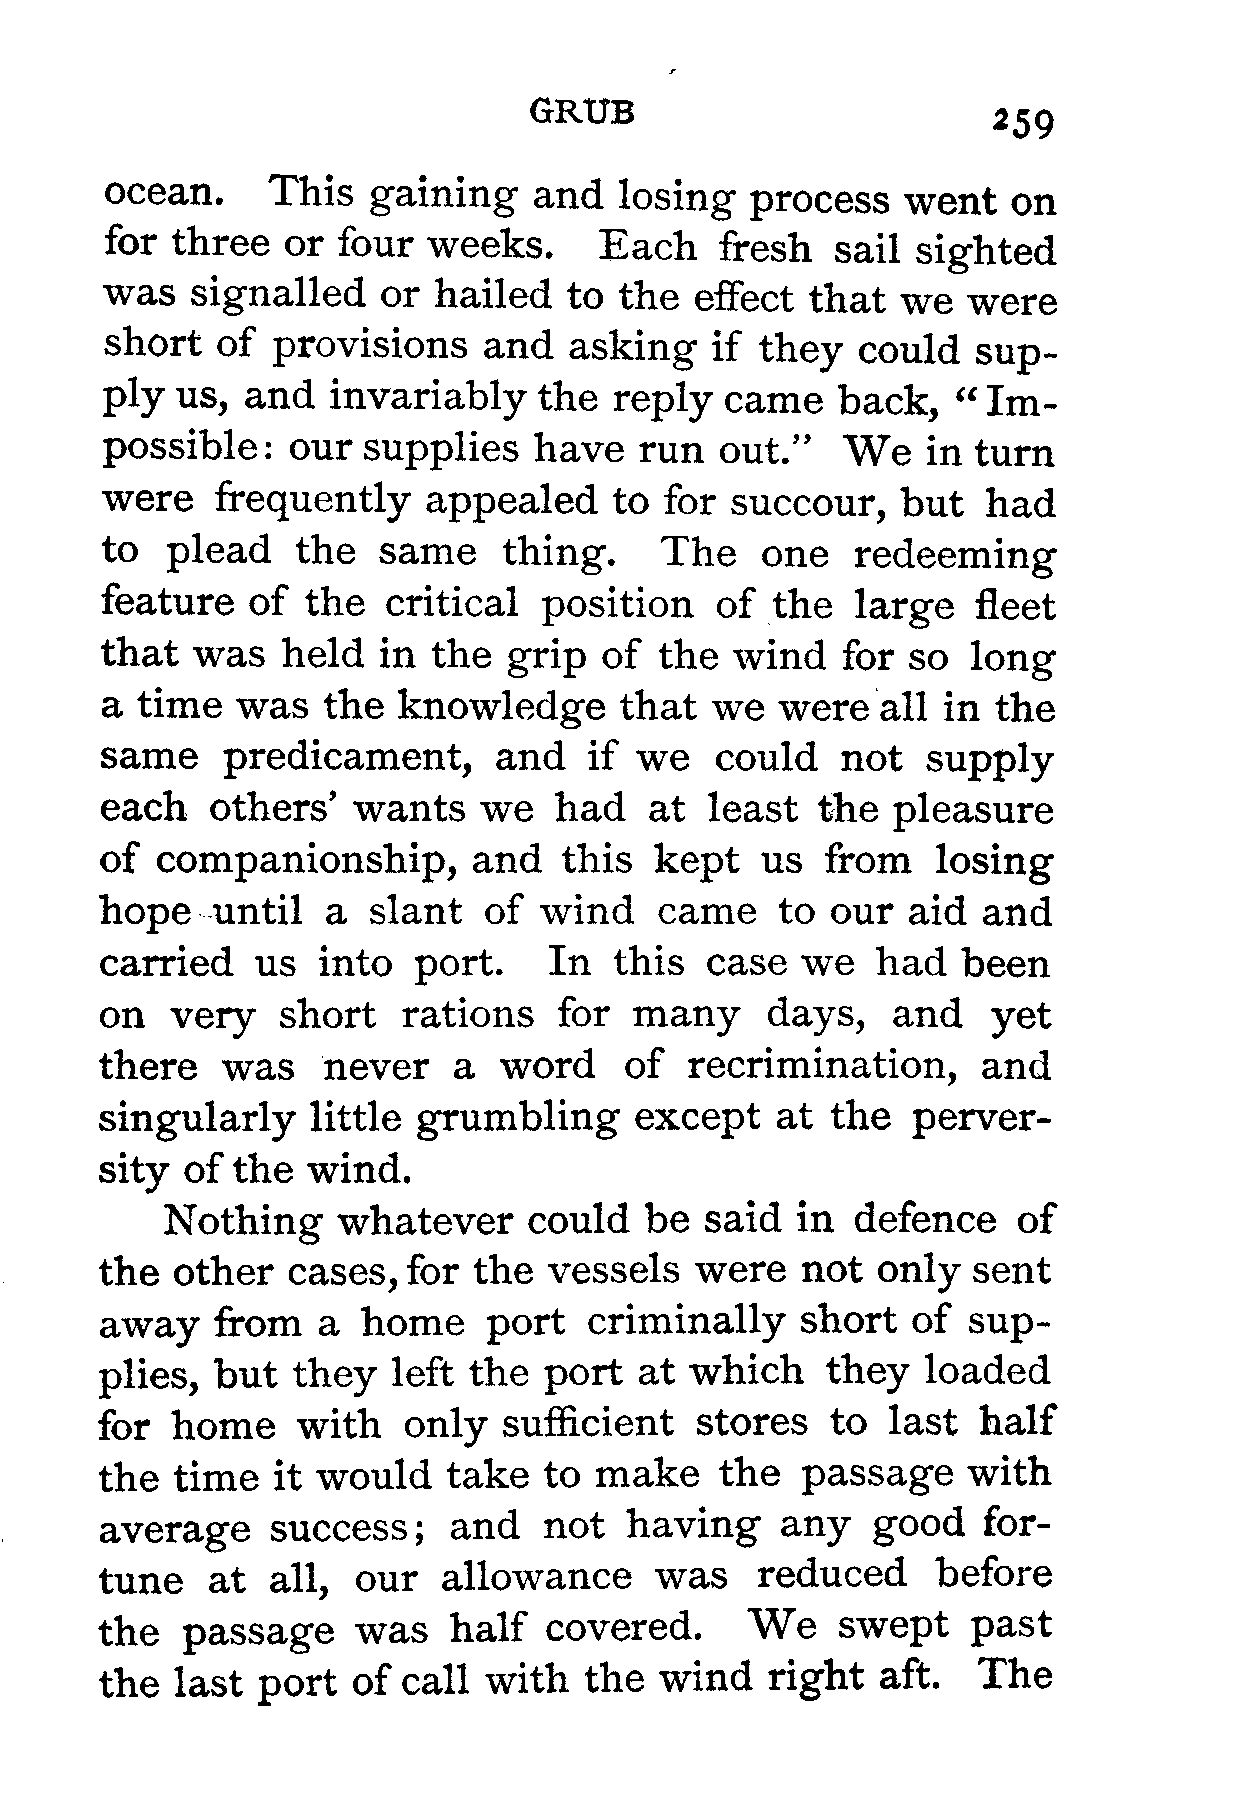 GRUB 259
ocean. This gaining and losing process went on
for three or four weeks. Each fresh sail sighted
was signalled or hailed to the effect that we were
short of provisions and asking if they could sup-
ply us, and invariably the reply came back, “Im-
possible: our supplies have run out.” We in turn
were frequently appealed to for succour, but had
to plead the same thing. The one redeeming
feature of the critical position of the large fleet
that was held in the grip of the wind for so long
a time was the knowledge that we were all in the
same predicament, and if we could not supply
each others’ wants we had at least the pleasure
of companionship, and this kept us from losing
hope until a slant of wind came to our aid and
carried us into port. In this case we had been
on very short rations for many days, and yet
there was never a word of recrimination, and
singularly little grumbling except at the perver-
sity of the wind.
Nothing whatever could be said in defence of
the other cases, for the vessels were not only sent
away from a home port criminally short of sup-
plies, but they left the port at which they loaded
for home with only sufficient stores to last half
the time it would take to make the passage with
average success; and not having any good for-
tune at all, our allowance was reduced before
the passage was half covered. We swept past
the last port of call with the wind right aft. The